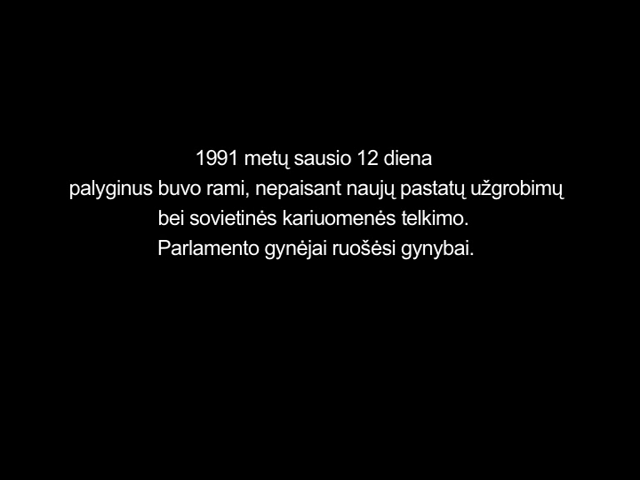 1991 metų sausio 12 diena
palyginus buvo rami, nepaisant naujų pastatų užgrobimų
bei sovietinės kariuomenės telkimo.
Parlamento gynėjai ruošėsi gynybai.